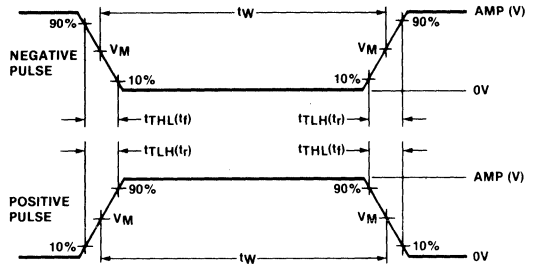 90% tW 90% AMP (V)
NEGATIVE PULSE VM VM
10% 10%
0V
tTHL(tf) tTLH(tr)
tTLH(tr) tTHL(tf)
AMP (V)
90% 90%
POSITIVE PULSE VM VM
10% tW 10% 0V